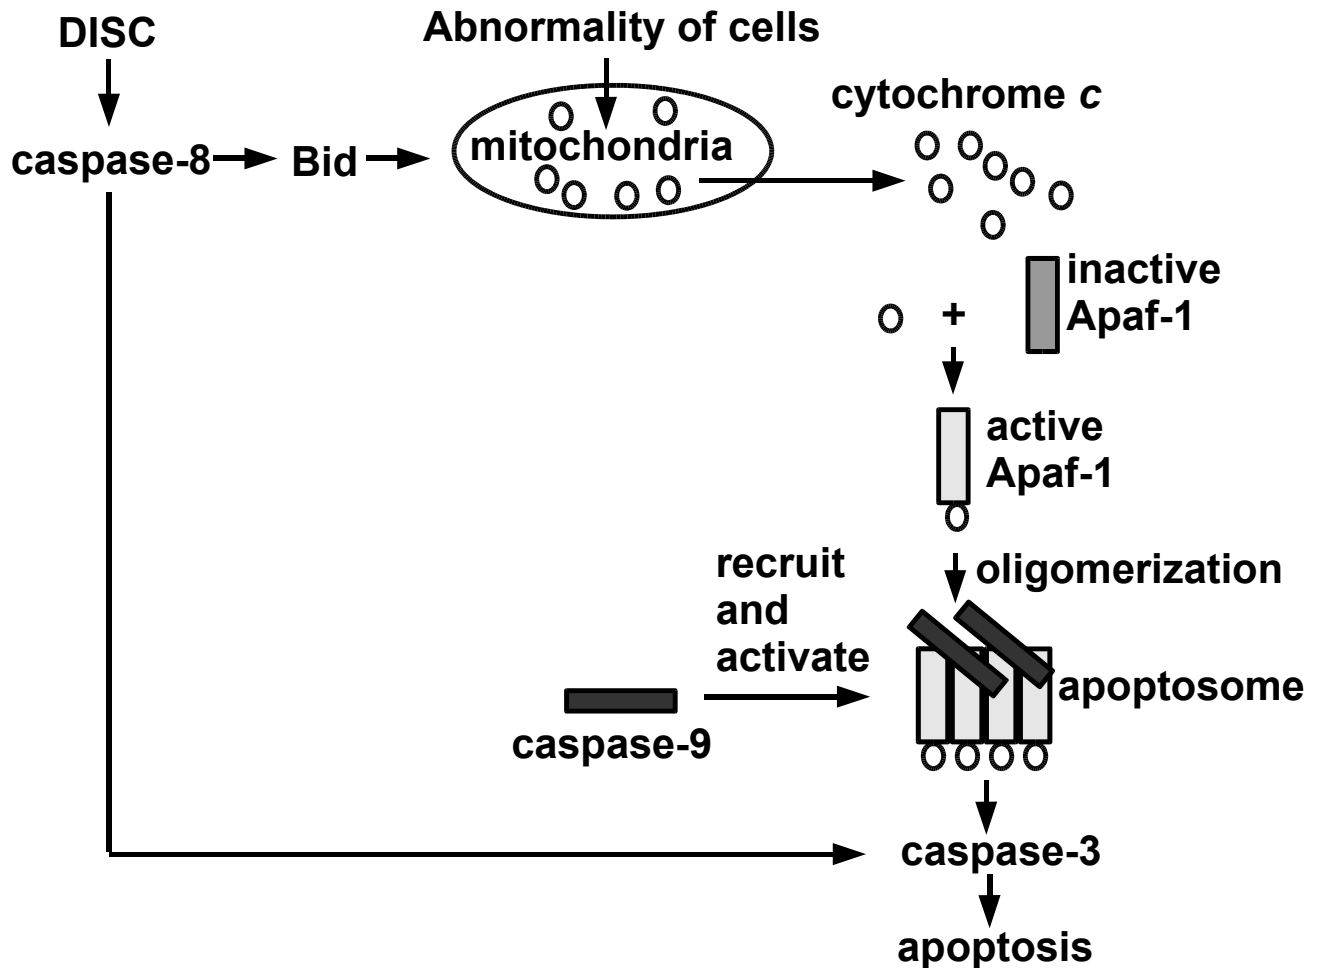 DISC
Abnormality of cells
cytochrome c
caspase-8
Bid
mitochondria
inactive
Apaf-1
+
active
Apaf-1
oligomerization
recruit
and
activate
apoptosome
caspase-9
caspase-3
apoptosis